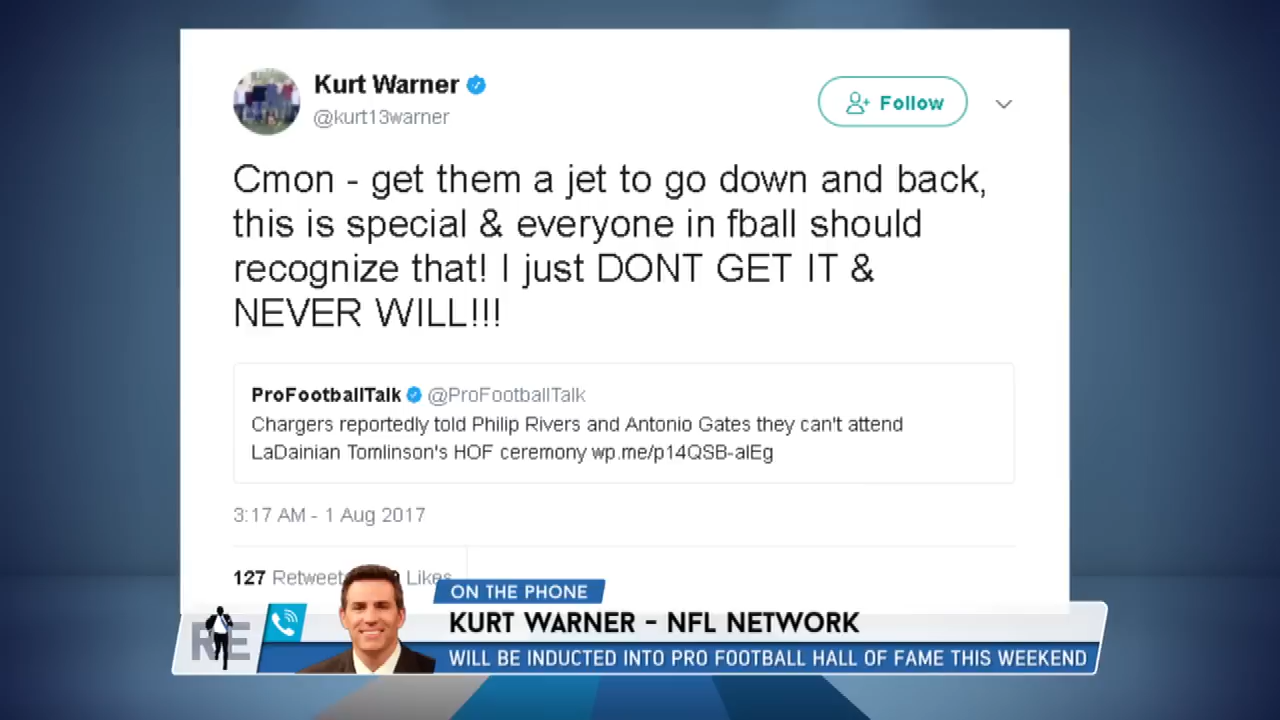 Kurt Warner
@kurt13warner
Follow
Cmon - get them a jet to go down and back,
this is special & everyone in fball should
recognize that! I just DONT GET IT &
NEVER WILL!!!
ProFootballTalk @ProFootballTalk
Chargers reportedly told Philip Rivers and Antonio Gates they can't attend
LaDainian Tomlinson's HOF ceremony wp.me/p14QSB-alEg
3:17 AM - 1 Aug 2017
127 Retweets Likes
ON THE PHONE
KURT WARNER - NFL NETWORK
RE
WILL BE INDUCTED INTO PRO FOOTBALL HALL OF FAME THIS WEEKEND